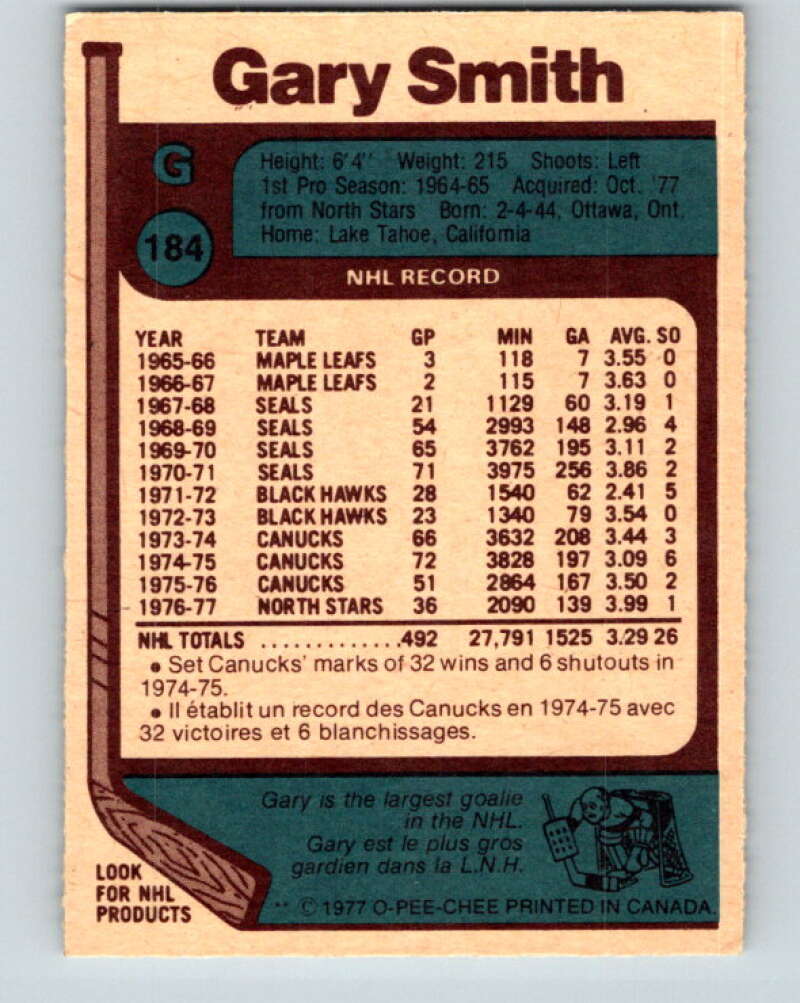 Gary Smith
G
184
Height: 6'4" Weight: 215 Shoots: Left
1st Pro Season: 1964-65 Acquired: Oct. '77
from North Stars Born: 2-4-44, Ottawa, Ont.
Home: Lake Tahoe, California
NHL RECORD
YEAR TEAM GP MIN GA AVG. SO
1965-66 MAPLE LEAFS 3 118 7 3.55 0
1966-67 MAPLE LEAFS 2 115 7 3.63 0
1967-68 SEALS 21 1129 60 3.19 1
1968-69 SEALS 54 2993 148 2.96 4
1969-70 SEALS 65 3762 195 3.11 2
1970-71 SEALS 71 3975 256 3.86 2
1971-72 BLACK HAWKS 28 1540 62 2.41 5
1972-73 BLACK HAWKS 23 1340 79 3.54 0
1973-74 CANUCKS 66 3632 208 3.44 3
1974-75 CANUCKS 72 3828 197 3.09 6
1975-76 CANUCKS 51 2864 167 3.50 2
1976-77 NORTH STARS 36 2090 139 3.99 1
NHL TOTALS .............492 27,791 1525 3.29 26
• Set Canucks' marks of 32 wins and 6 shutouts in
1974-75.
• Il établit un record des Canucks en 1974-75 avec
32 victoires et 6 blanchissages.
Gary is the largest goalie
in the NHL.
Gary est le plus gros
gardien dans la L.N.H.
LOOK
FOR NHL
PRODUCTS
** © 1977 O-PEE-CHEE PRINTED IN CANADA.